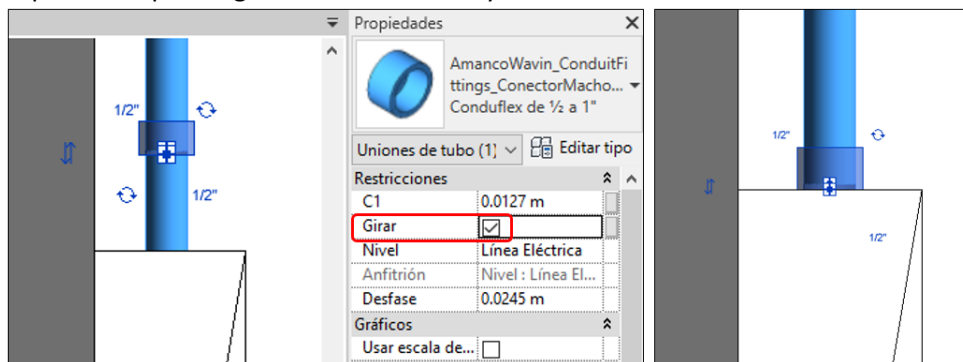 Propiedades
AmancoWavin_ConduitFi
ttings_ConectorMacho...
Conduflex de ½ a 1"
Uniones de tubo (1)
Editar tipo
Restricciones
C1 0.0127 m
Girar
Nivel Línea Eléctrica
Anfitrión Nivel : Línea El...
Desfase 0.0245 m
Gráficos
Usar escala de...
1/2"
1/2"
1/2"
1/2"